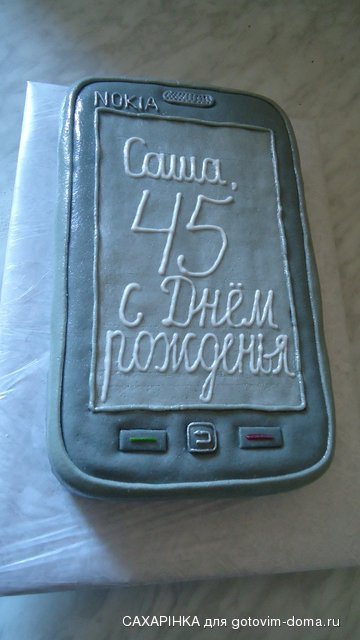 NOKIA
Саша,
45
с Днём
рожденья
САХАРІНКА для gotovim-doma.ru